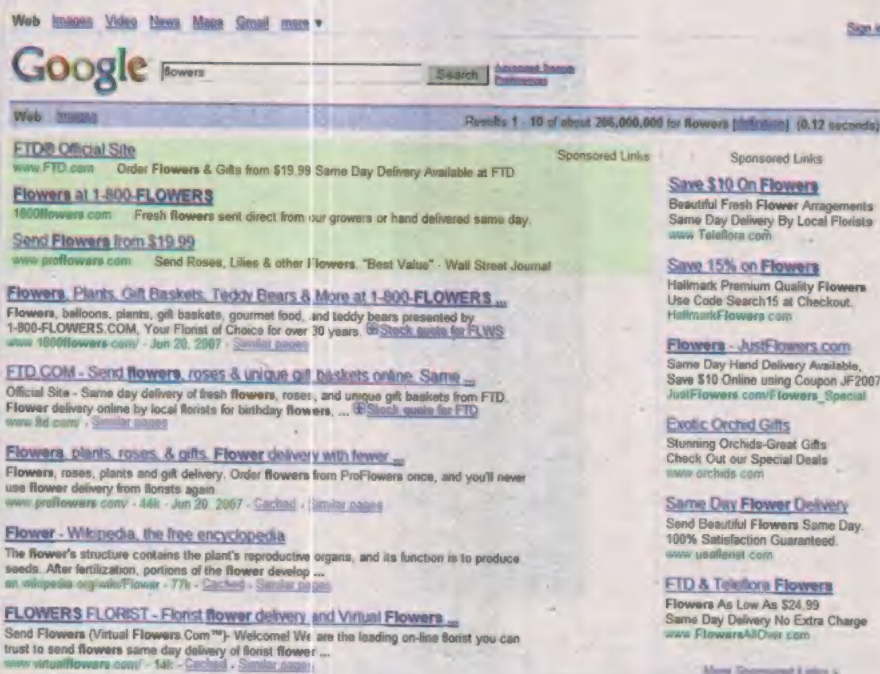 Web Images Video News Maps Gmail more ▼
Sign in
Google flowers Search Advanced Search
Preferences
Web Images Results 1 - 10 of about 266,000,000 for flowers [definition] (0.12 seconds)
FTD® Official Site Sponsored Links
www.FTD.com Order Flowers & Gifts from $19.99 Same Day Delivery Available at FTD
Flowers at 1-800-FLOWERS
1800flowers.com Fresh flowers sent direct from our growers or hand delivered same day.
Send Flowers from $19.99
www.proflowers.com Send Roses, Lilies & other Flowers. "Best Value" - Wall Street Journal
Flowers, Plants, Gift Baskets, Teddy Bears & More at 1-800-FLOWERS ...
Flowers, balloons, plants, gift baskets, gourmet food, and teddy bears presented by
1-800-FLOWERS.COM, Your Florist of Choice for over 30 years. Stock quote for FLWS
www.1800flowers.com/ - Jun 20, 2007 - Similar pages
FTD.COM - Send flowers, roses & unique gift baskets online. Same ...
Official Site - Same day delivery of fresh flowers, roses, and unique gift baskets from FTD.
Flower delivery online by local florists for birthday flowers, ... Stock quote for FTD
www.ftd.com/ - Similar pages
Flowers, plants, roses, & gifts. Flower delivery with fewer ...
Flowers, roses, plants and gift delivery. Order flowers from ProFlowers once, and you'll never
use flower delivery from florists again.
www.proflowers.com/ - 44k - Jun 20, 2007 - Cached - Similar pages
Flower - Wikipedia, the free encyclopedia
The flower's structure contains the plant's reproductive organs, and its function is to produce
seeds. After fertilization, portions of the flower develop ...
en.wikipedia.org/wiki/Flower - 77k - Cached - Similar pages
FLOWERS FLORIST - Florist flower delivery and Virtual Flowers ...
Send Flowers (Virtual Flowers.Com™)- Welcome! We are the leading on-line florist you can
trust to send flowers same day delivery of florist flower ...
www.virtualflowers.com/ - 14k - Cached - Similar pages
Sponsored Links
Save $10 On Flowers
Beautiful Fresh Flower Arragements
Same Day Delivery By Local Florists
www.Teleflora.com
Save 15% on Flowers
Hallmark Premium Quality Flowers
Use Code Search15 at Checkout.
HallmarkFlowers.com
Flowers - JustFlowers.com
Same Day Hand Delivery Available,
Save $10 Online using Coupon JF2007
JustFlowers.com/Flowers_Special
Exotic Orchid Gifts
Stunning Orchids-Great Gifts
Check Out our Special Deals
www.orchids.com
Same Day Flower Delivery
Send Beautiful Flowers Same Day.
100% Satisfaction Guaranteed.
www.usaflorist.com
FTD & Teleflora Flowers
Flowers As Low As $24.99
Same Day Delivery No Extra Charge
www.FlowersAllOver.com
More Sponsored Links »